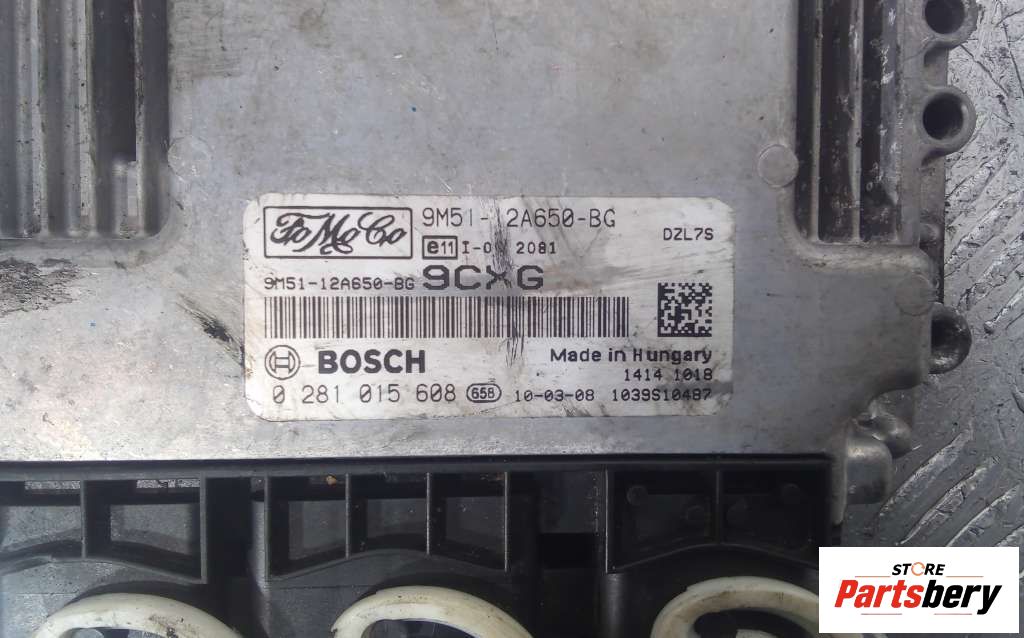 FoMoCo
9M51-12A650-BG
DZL7S
e11 I-0 2081
9M51-12A650-BG 9CXG
BOSCH
Made in Hungary
1414 1018
0 281 015 608 658 10-03-08 1039S10487
STORE
Partsbery